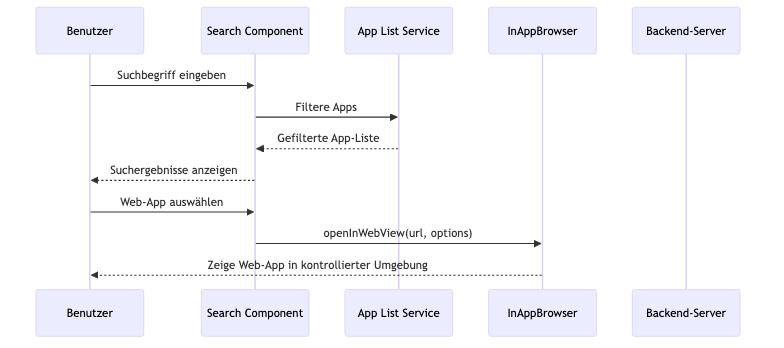 Benutzer
Search Component
App List Service
InAppBrowser
Backend-Server
Suchbegriff eingeben
Filtere Apps
Gefilterte App-Liste
Suchergebnisse anzeigen
Web-App auswählen
openInWebView(url, options)
Zeige Web-App in kontrollierter Umgebung
Benutzer
Search Component
App List Service
InAppBrowser
Backend-Server